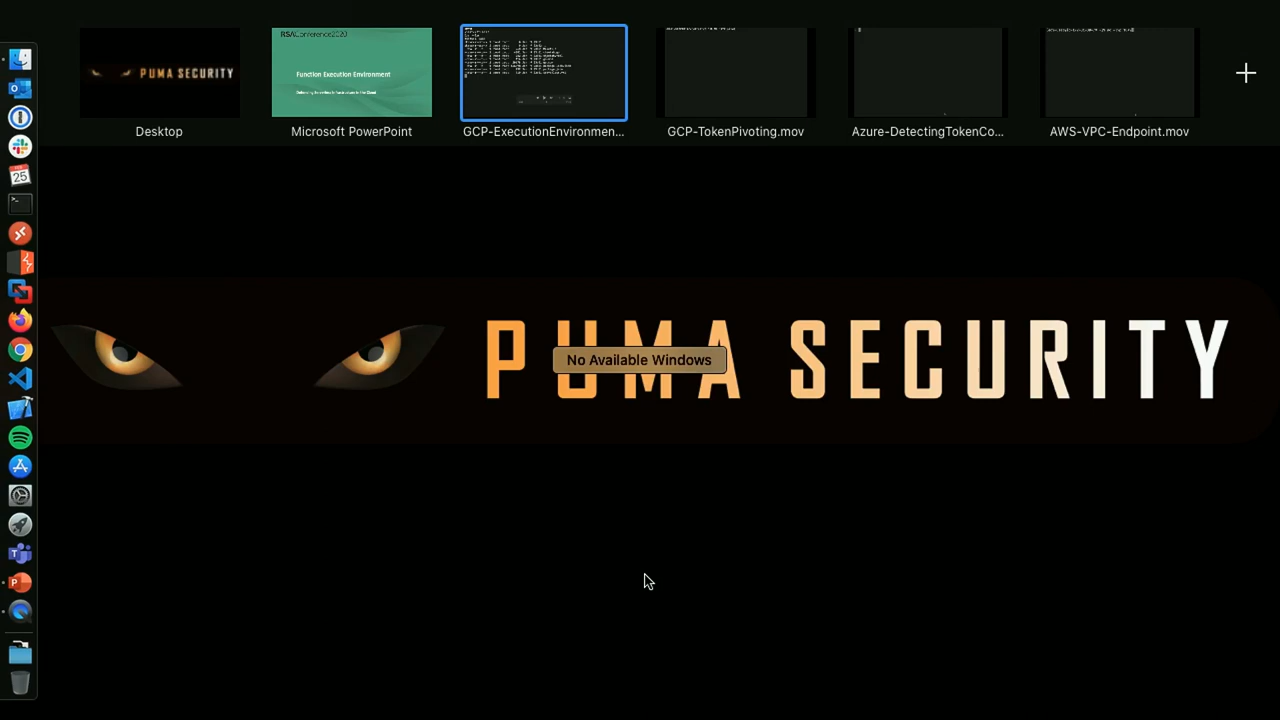 PUMA SECURITY
RSAConference2020
Function Execution Environment
Desktop
Microsoft PowerPoint
GCP-ExecutionEnvironmen...
GCP-TokenPivoting.mov
Azure-DetectingTokenCo...
AWS-VPC-Endpoint.mov
25
PUMA SECURITY
No Available Windows